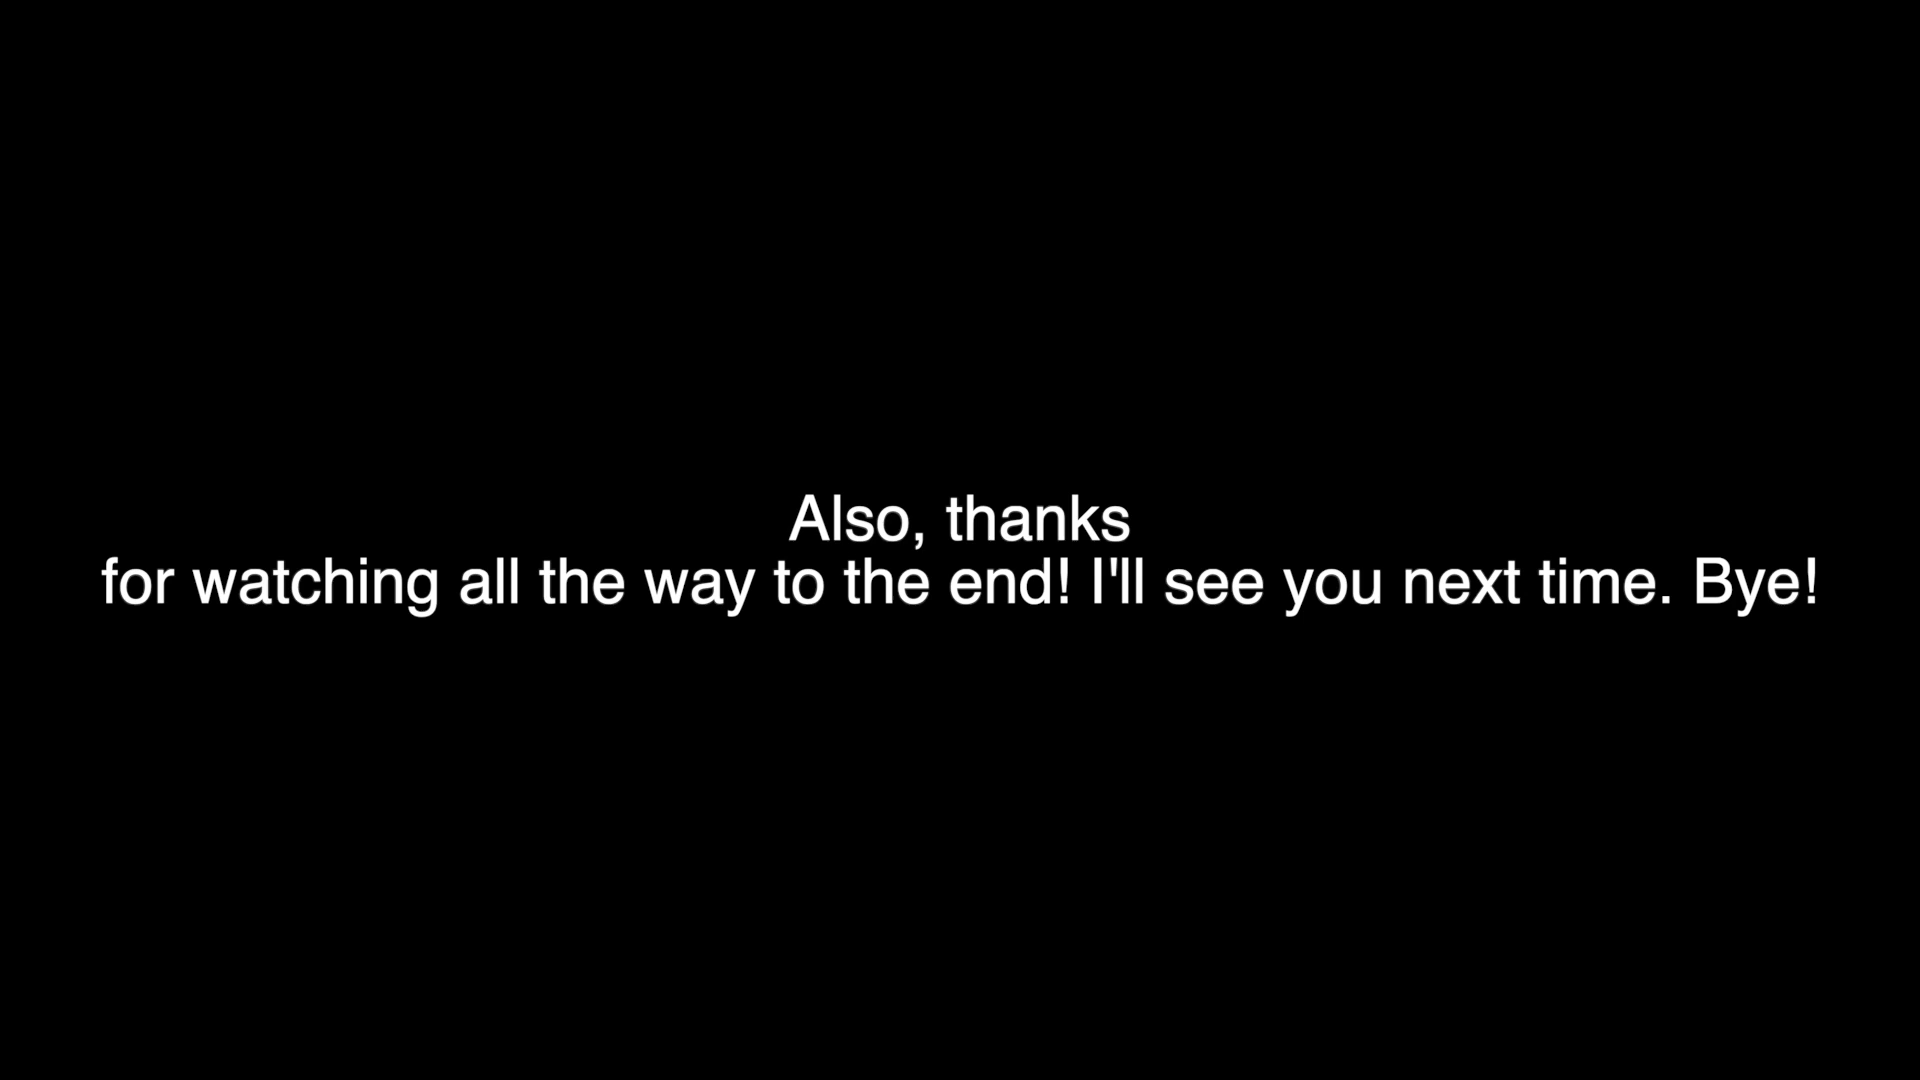 Also, thanks
for watching all the way to the end! I'll see you next time. Bye!